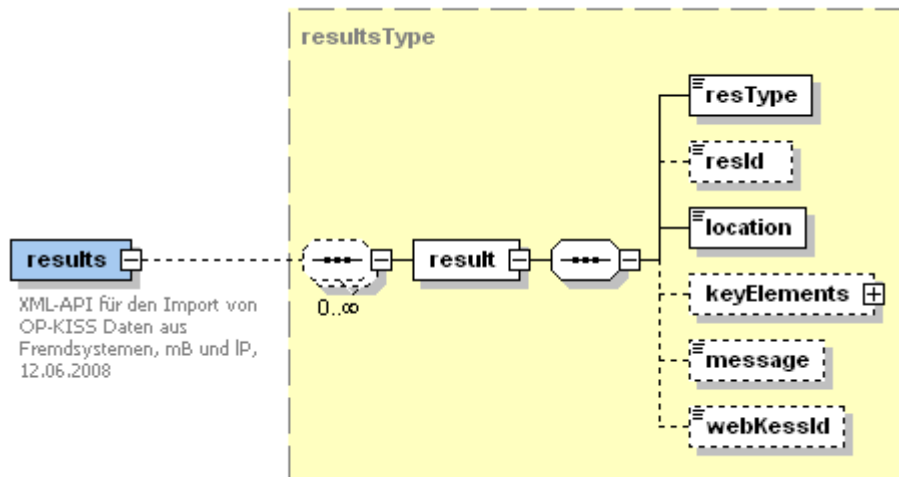 resultsType
resType
resId
location
results
result
0..∞
keyElements
message
webKessId
XML-API für den Import von
OP-KISS Daten aus
Fremdsystemen, mB und IP,
12.06.2008